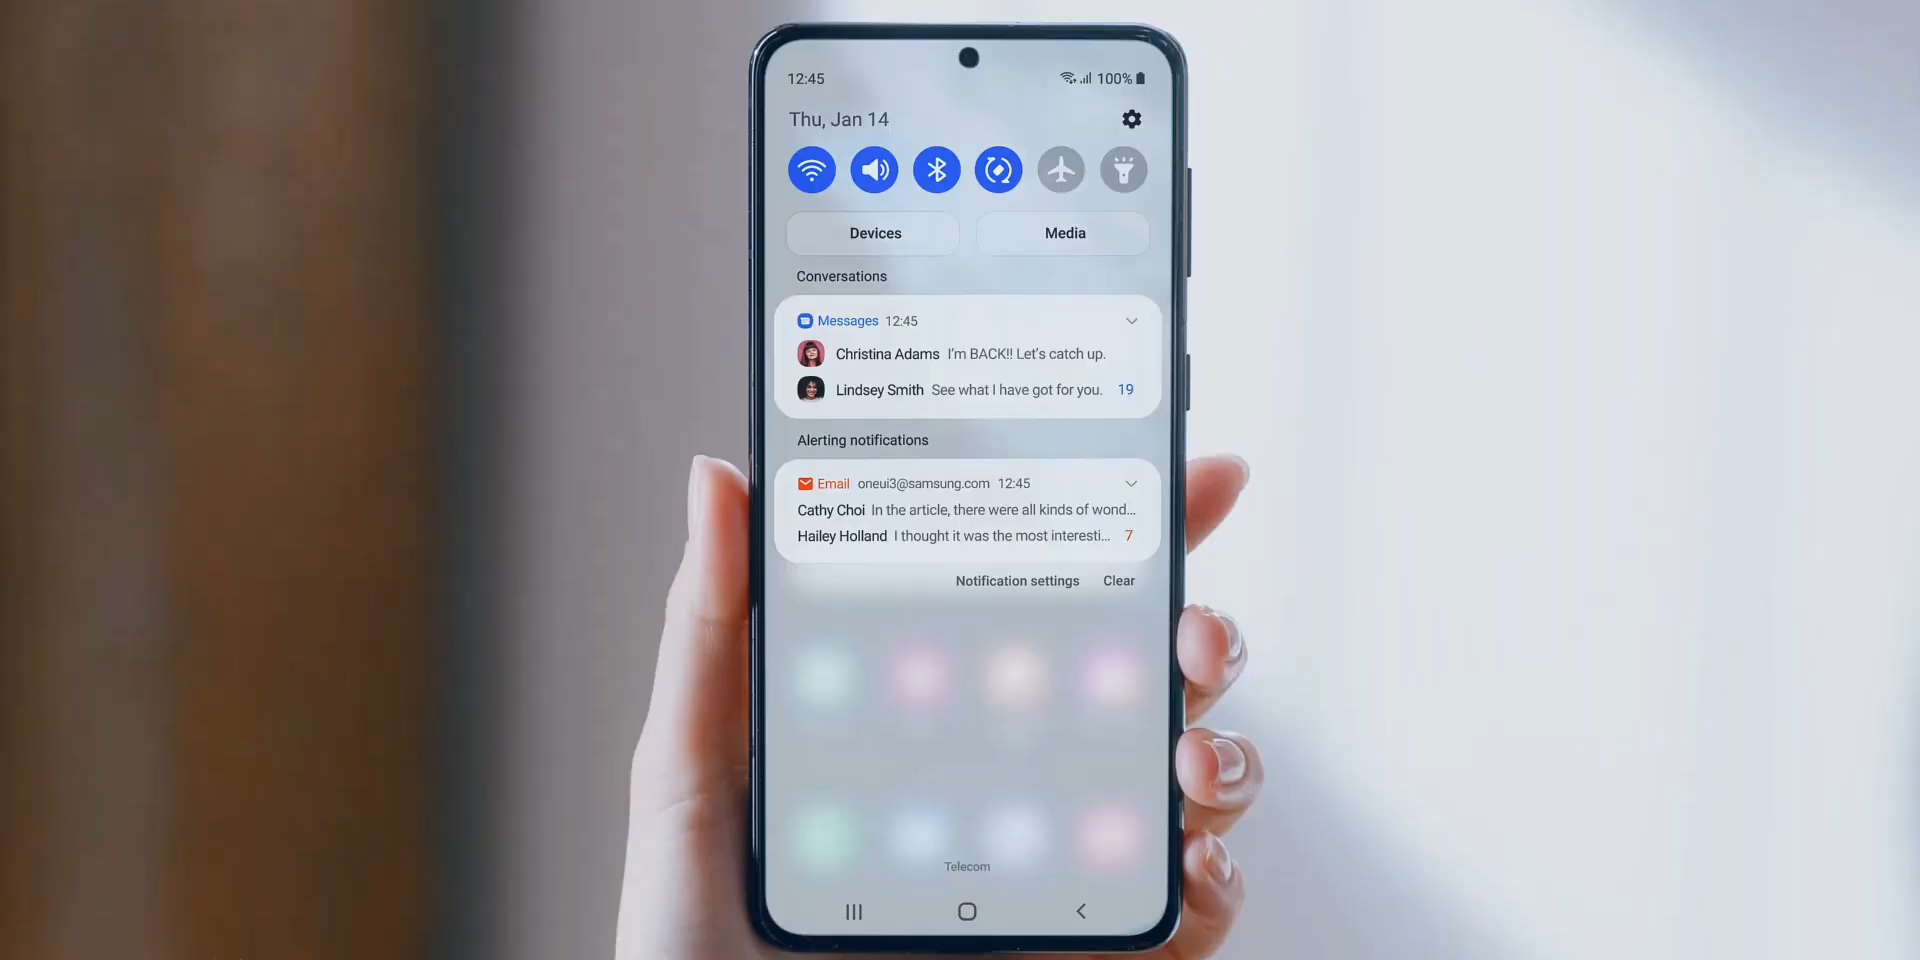 12:45 100%
Thu, Jan 14
Devices Media
Conversations
Messages 12:45
Christina Adams I'm BACK!! Let's catch up.
Lindsey Smith See what I have got for you. 19
Alerting notifications
Email oneui3@samsung.com 12:45
Cathy Choi In the article, there were all kinds of wond...
Hailey Holland I thought it was the most interesti... 7
Notification settings Clear
Telecom